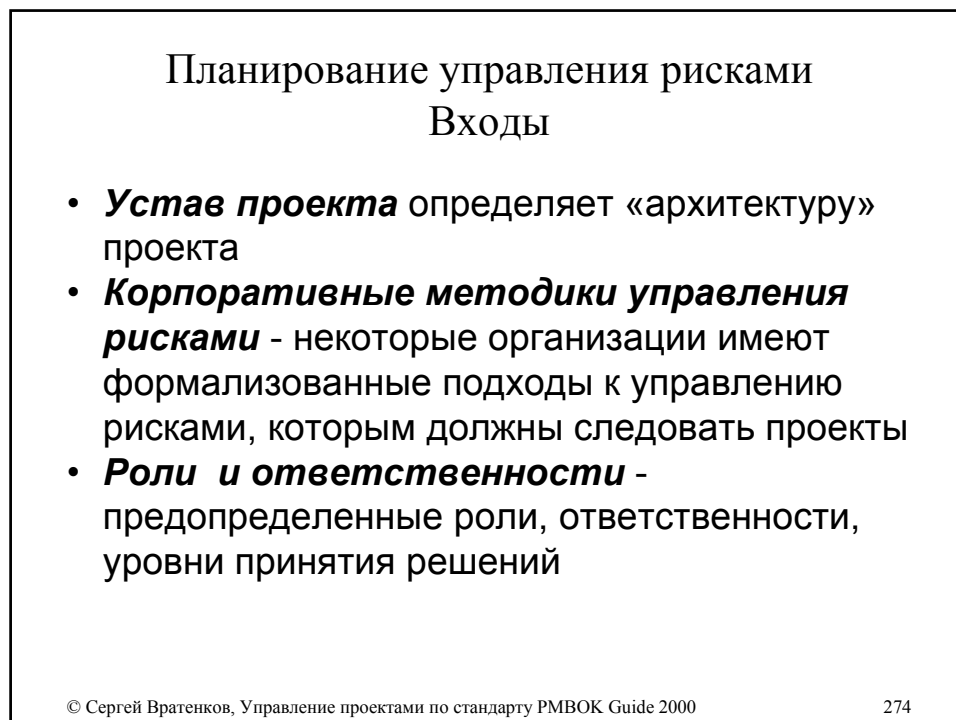 Планирование управления рисками
Входы
• Устав проекта определяет «архитектуру»
проекта
• Корпоративные методики управления
рисками - некоторые организации имеют
формализованные подходы к управлению
рисками, которым должны следовать проекты
• Роли и ответственности -
предопределенные роли, ответственности,
уровни принятия решений
© Сергей Вратенков, Управление проектами по стандарту PMBOK Guide 2000 274